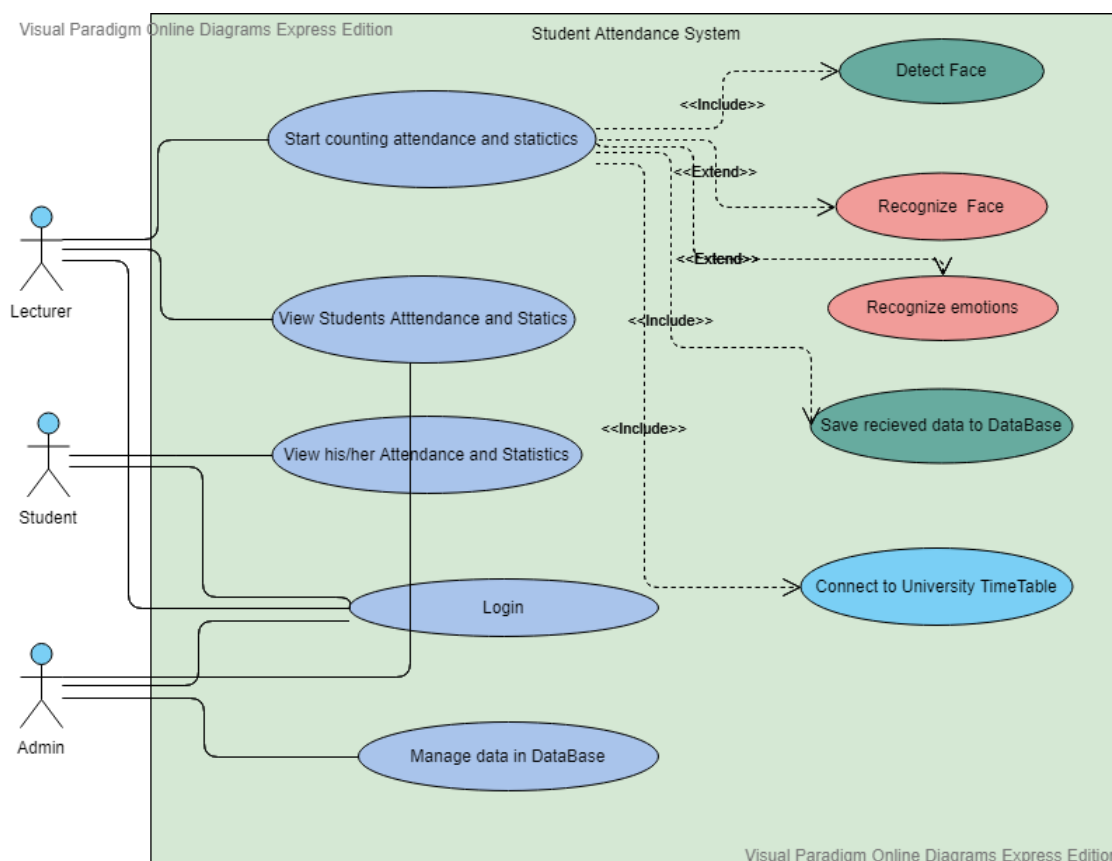 Visual Paradigm Online Diagrams Express Edition
Student Attendance System
Detect Face
<<Include>>
Start counting attendance and statictics
<<Extend>>
Recognize  Face
Lecturer
<<Extend>>
Recognize emotions
View Students Atttendance and Statics
<<Include>>
Save recieved data to DataBase
<<Include>>
View his/her Attendance and Statistics
Student
Connect to University TimeTable
Login
Admin
Manage data in DataBase
Visual Paradigm Online Diagrams Express Edition